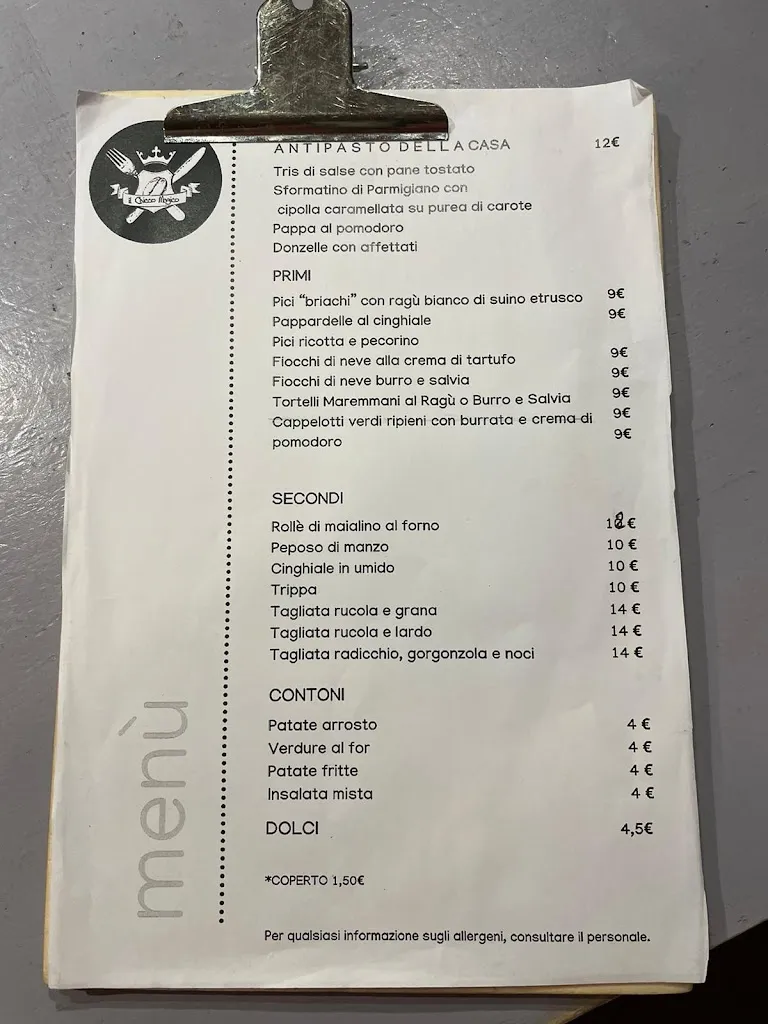 il Chicco Magico
ANTIPASTO DELLA CASA 12€
Tris di salse con pane tostato
Sformatino di Parmigiano con
cipolla caramellata su purea di carote
Pappa al pomodoro
Donzelle con affettati
PRIMI
Pici “briachi” con ragù bianco di suino etrusco 9€
Pappardelle al cinghiale 9€
Pici ricotta e pecorino
Fiocchi di neve alla crema di tartufo 9€
Fiocchi di neve burro e salvia 9€
Tortelli Maremmani al Ragù o Burro e Salvia 9€
Cappelotti verdi ripieni con burrata e crema di 9€
pomodoro 9€
SECONDI
Rollè di maialino al forno 12€
Peposo di manzo 10 €
Cinghiale in umido 10 €
Trippa 10 €
Tagliata rucola e grana 14 €
Tagliata rucola e lardo 14 €
Tagliata radicchio, gorgonzola e noci 14 €
CONTONI
Patate arrosto 4 €
Verdure al for 4 €
Patate fritte 4 €
Insalata mista 4 €
DOLCI 4,5€
*COPERTO 1,50€
Per qualsiasi informazione sugli allergeni, consultare il personale.
menù